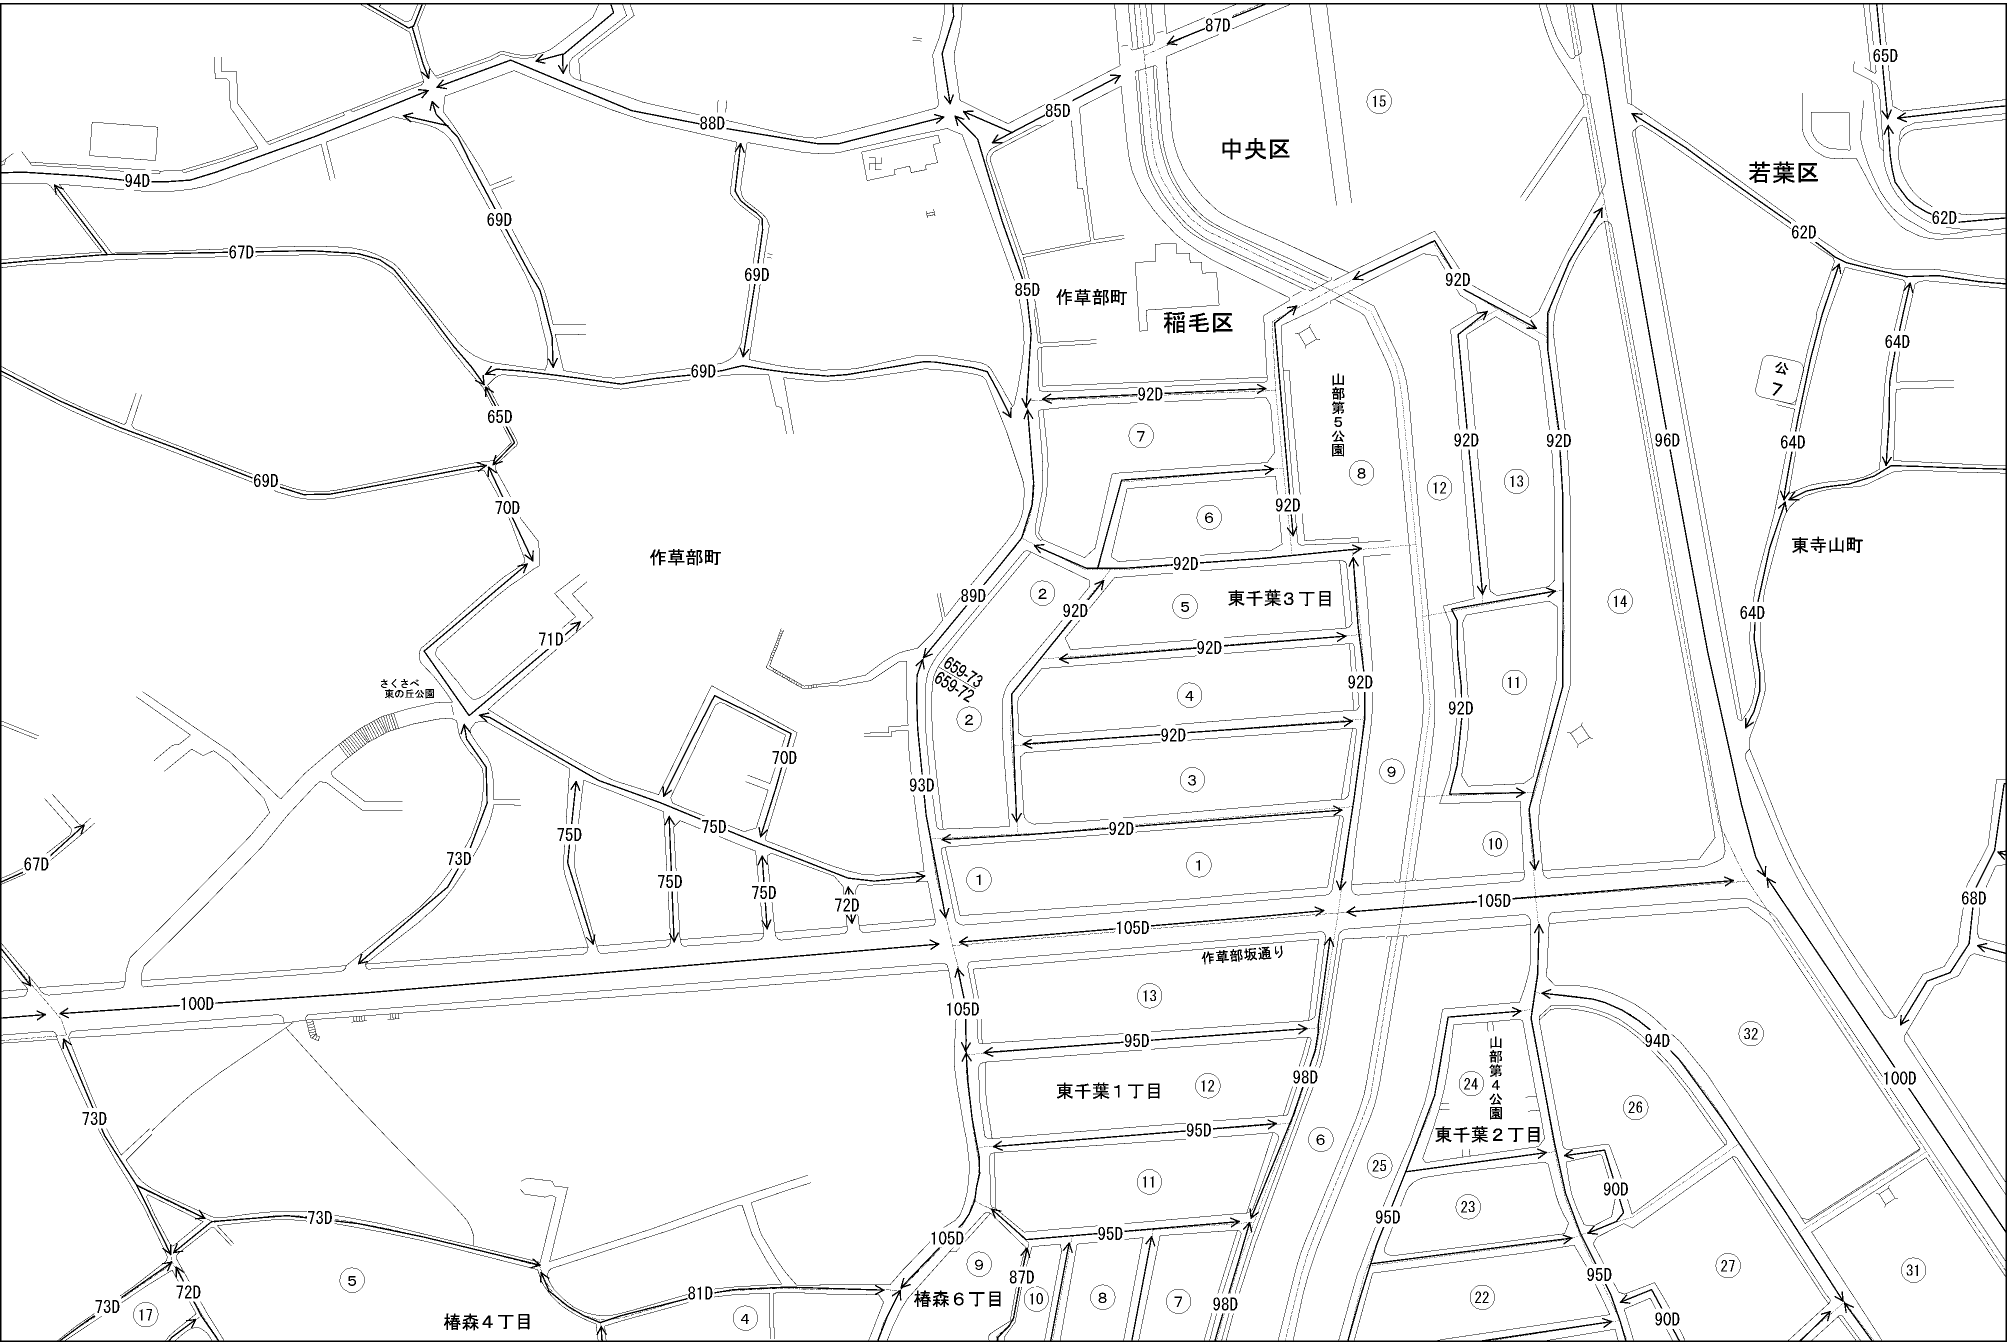 87D
65D
85D
15
88D
中央区
若葉区
94D
69D
62D
62D
67D
69D
92D
85D
作草部町
稲毛区
64D
69D
公
7
山部第5公園
65D
92D
7
92D
92D
96D
64D
8
69D
12
13
70D
92D
6
東寺山町
作草部町
92D
2
89D
92D
5
東千葉3丁目
14
64D
71D
92D
659-73
659-72
さくさべ
東の丘公園
4
92D
11
2
92D
92D
70D
93D
3
9
75D
75D
92D
10
73D
67D
75D
75D
72D
1
1
68D
105D
105D
作草部坂通り
100D
13
105D
32
95D
94D
山部第4公園
98D
24
100D
12
東千葉1丁目
26
73D
95D
東千葉2丁目
6
25
11
90D
73D
95D
23
105D
95D
9
87D
95D
27
31
5
72D
81D
椿森6丁目
10
8
7
98D
22
73D
17
椿森4丁目
4
90D